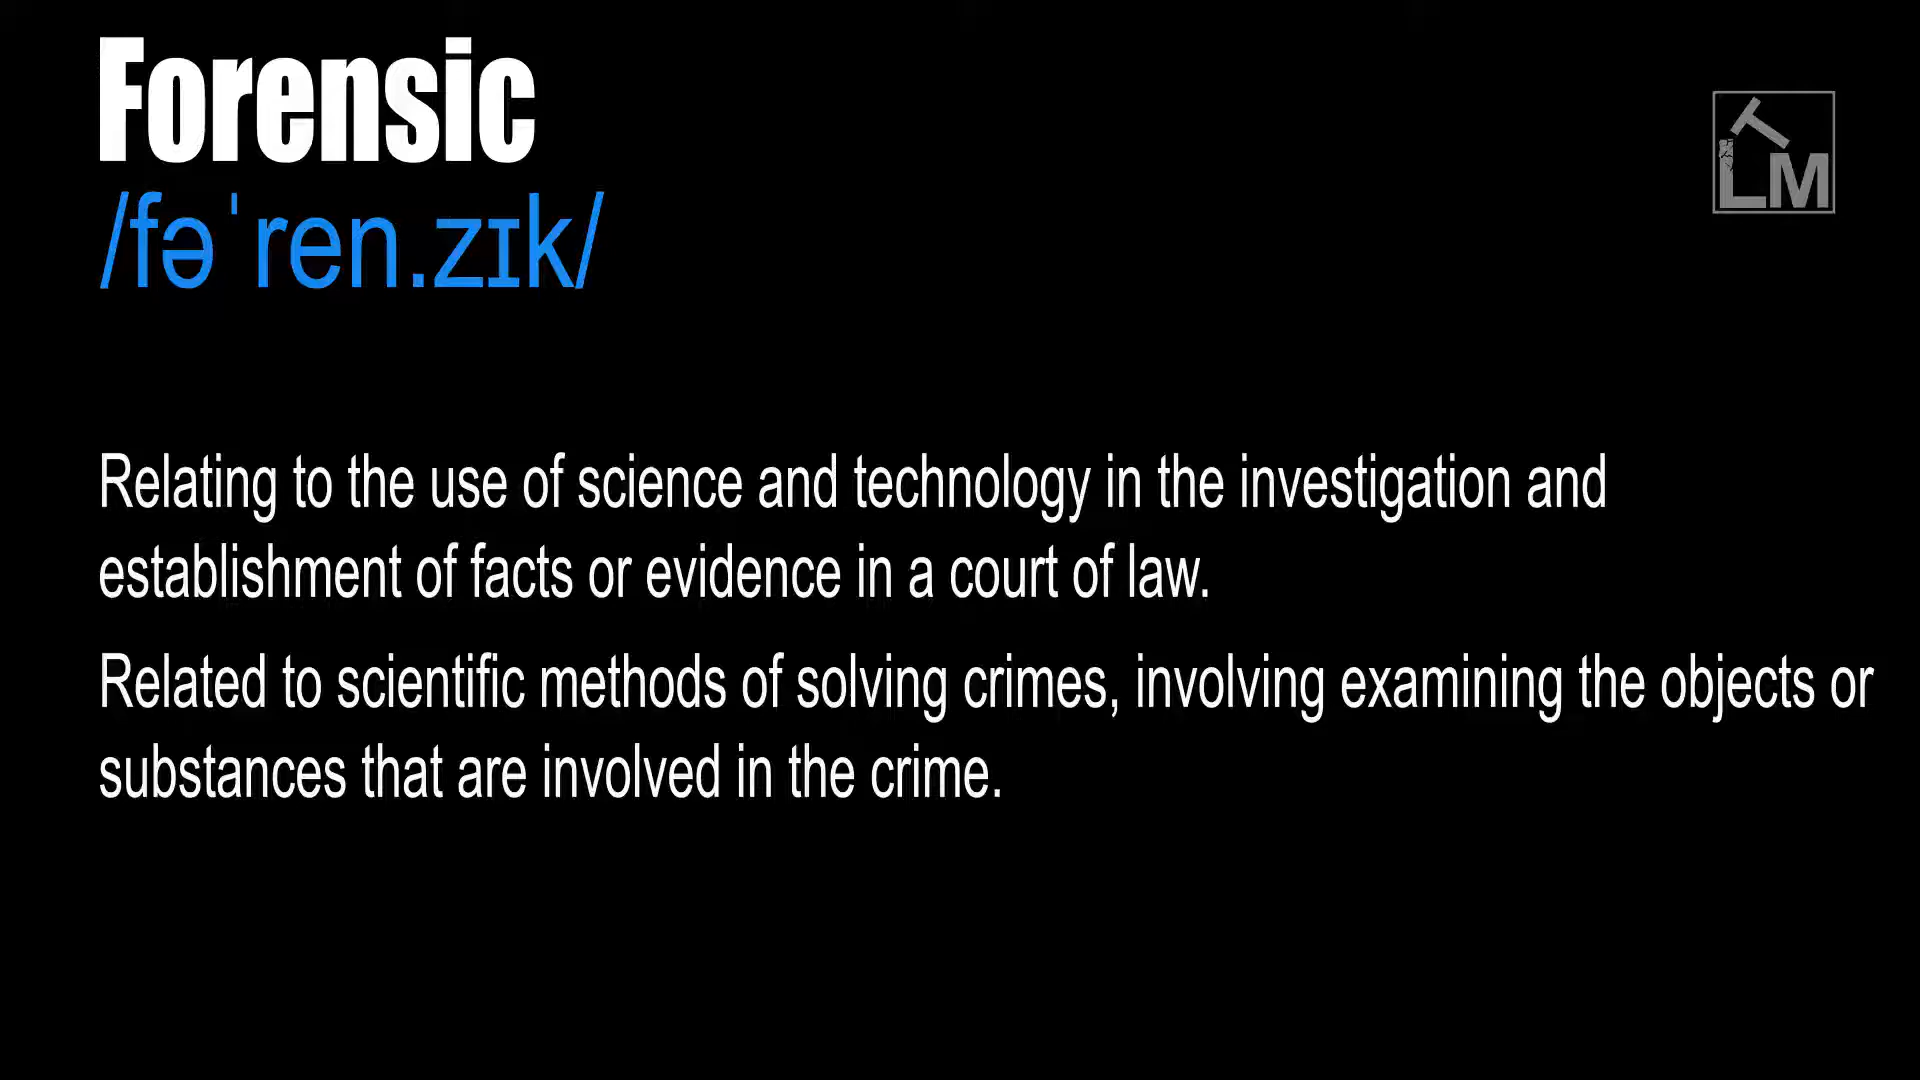 Forensic
/fəˈren.zɪk/
TLM
Relating to the use of science and technology in the investigation and
establishment of facts or evidence in a court of law.
Related to scientific methods of solving crimes, involving examining the objects or
substances that are involved in the crime.